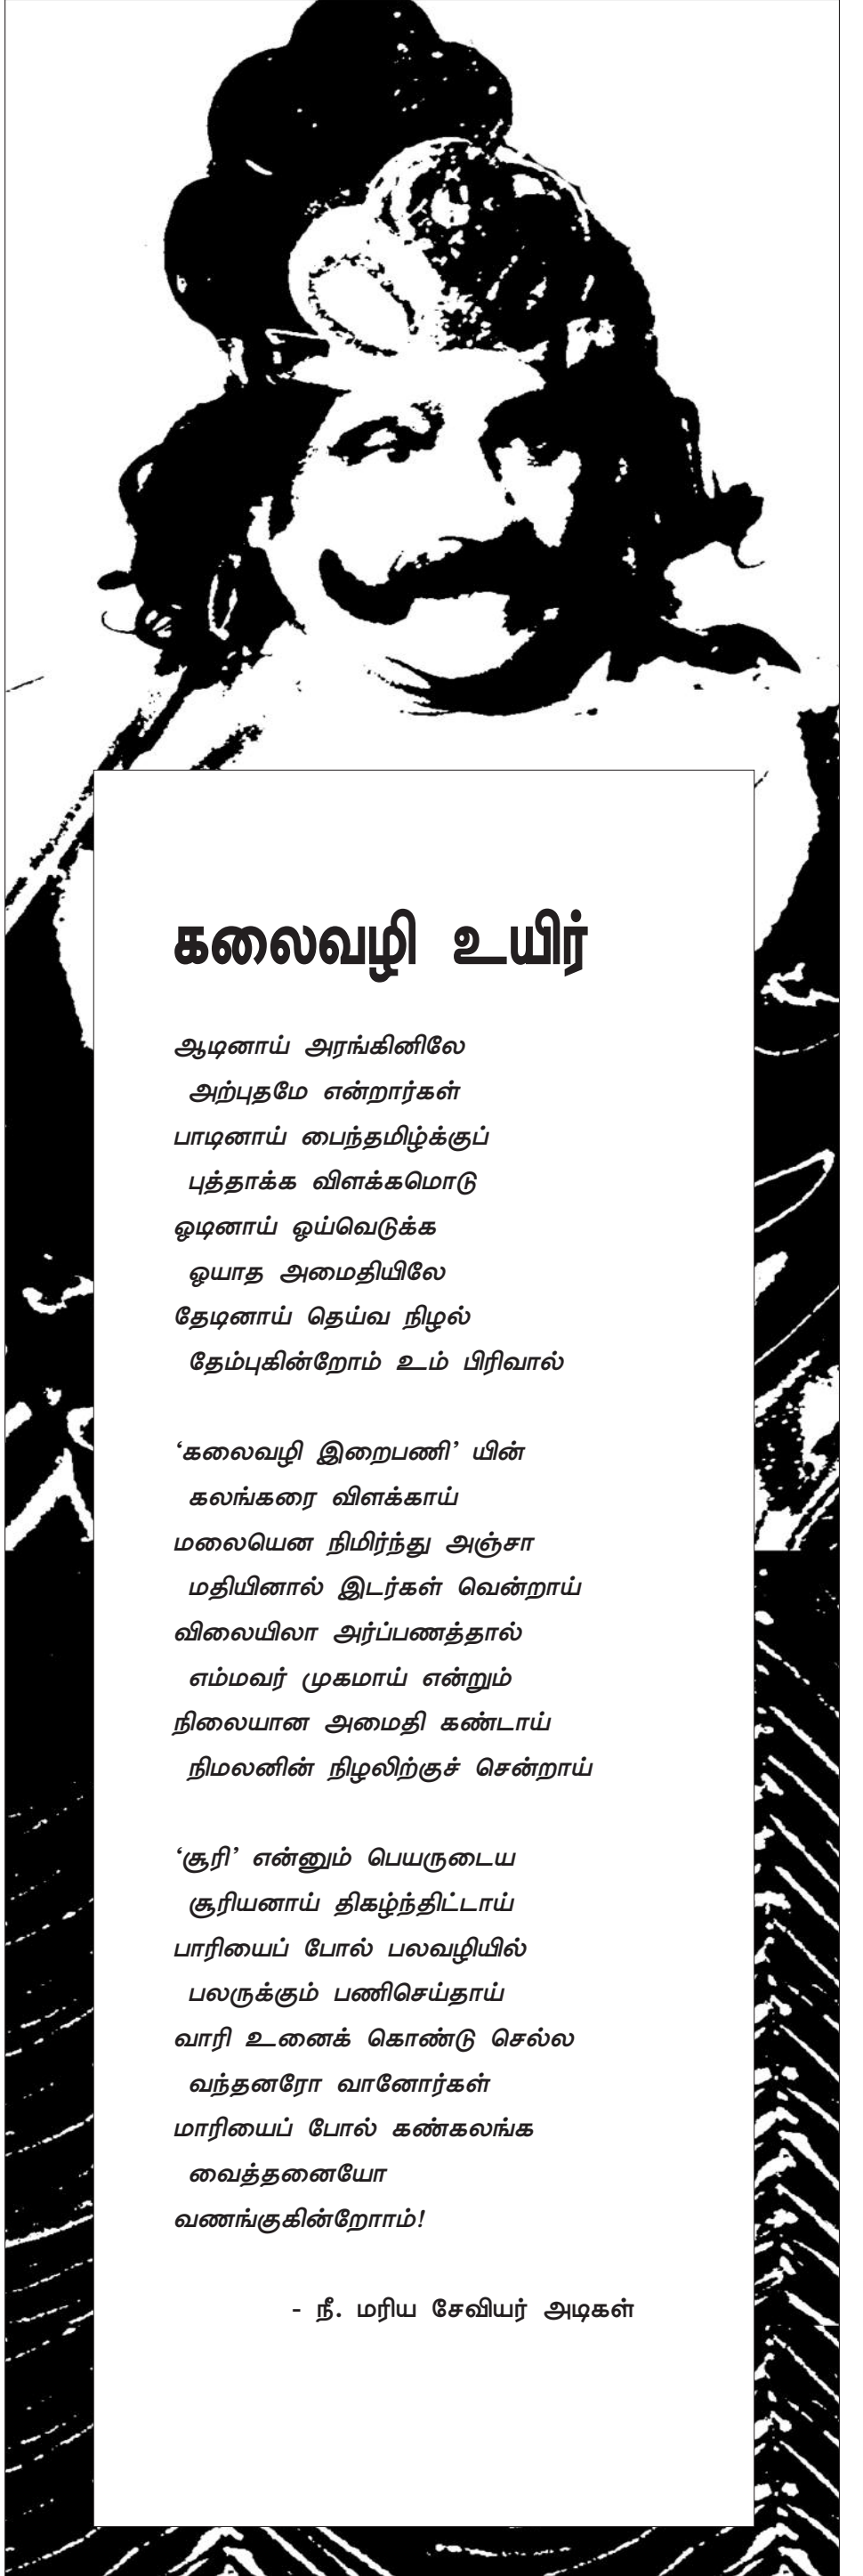 கலைவழி உயிர்
ஆடினாய் அரங்கினிலே
அற்புதமே என்றார்கள்
பாடினாய் பைந்தமிழ்க்குப்
புத்தாக்க விளக்கமொடு
ஓடினாய் ஓய்வெடுக்க
ஓயாத அமைதியிலே
தேடினாய் தெய்வ நிழல்
தேம்புகின்றோம் உம் பிரிவால்
‘கலைவழி இறைபணி’ யின்
கலங்கரை விளக்காய்
மலையென நிமிர்ந்து அஞ்சா
மதியினால் இடர்கள் வென்றாய்
விலையிலா அர்ப்பணத்தால்
எம்மவர் முகமாய் என்றும்
நிலையான அமைதி கண்டாய்
நிமலனின் நிழலிற்குச் சென்றாய்
‘சூரி’ என்னும் பெயருடைய
சூரியனாய் திகழ்ந்திட்டாய்
பாரியைப் போல் பலவழியில்
பலருக்கும் பணிசெய்தாய்
வாரி உனைக் கொண்டு செல்ல
வந்தனரோ வானோர்கள்
மாரியைப் போல் கண்கலங்க
வைத்தனையோ
வணங்குகின்றோாம்!
- நீ. மரிய சேவியர் அடிகள்